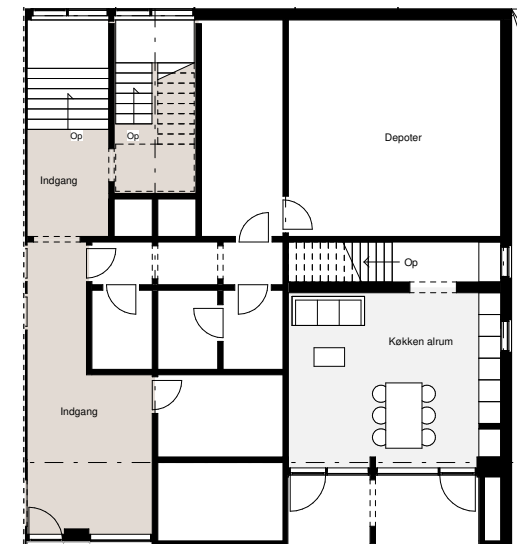 Op
Op
Depoter
Indgang
Op
Køkken alrum
Indgang